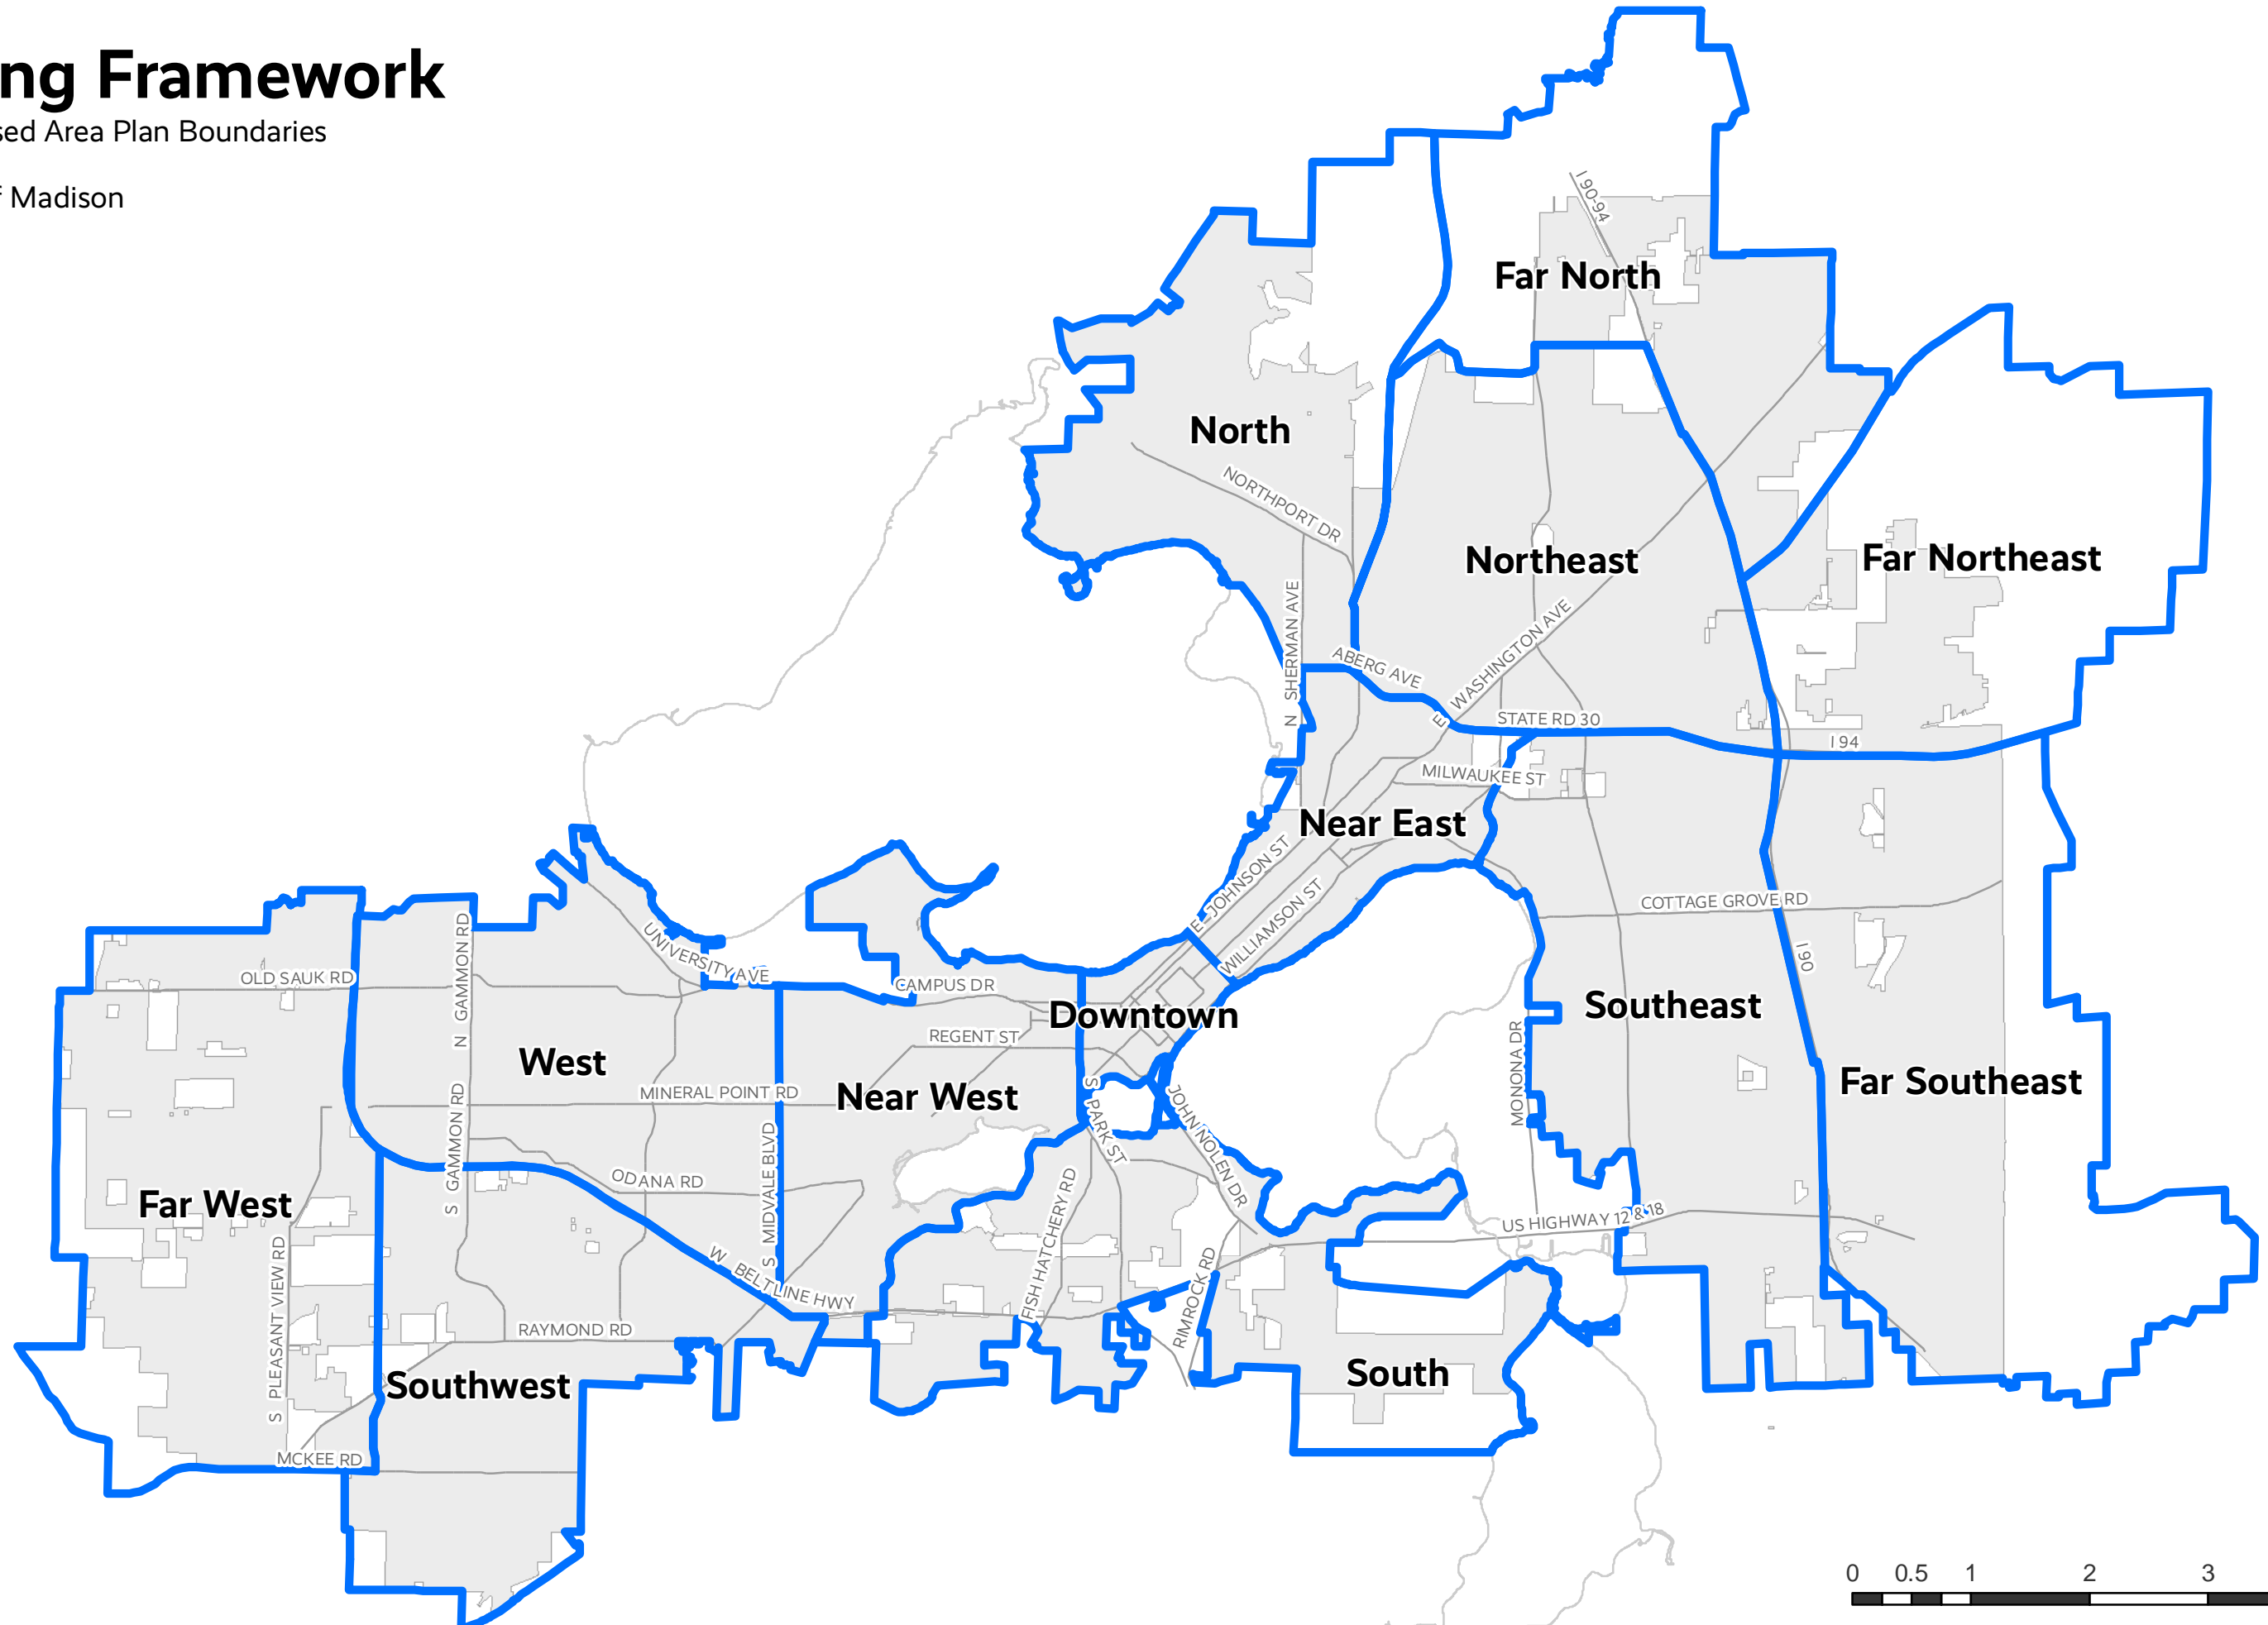 ng Framework
sed Area Plan Boundaries
f Madison
I 90-94
Far North
North
NORTHPORT DR
Northeast
Far Northeast
N SHERMAN AVE
ABERG AVE
E WASHINGTON AVE
STATE RD 30
I 94
MILWAUKEE ST
Near East
E JOHNSON ST
WILLIAMSON ST
COTTAGE GROVE RD
I 90
UNIVERSITY AVE
N GAMMON RD
OLD SAUK RD
CAMPUS DR
Downtown
Southeast
REGENT ST
West
MONONA DR
Far Southeast
MINERAL POINT RD
Near West
S PARK ST
JOHN NOLEN DR
S GAMMON RD
S MIDVALE BLVD
ODANA RD
Far West
FISH HATCHERY RD
US HIGHWAY 12 & 18
S PLEASANT VIEW RD
W BELTLINE HWY
RIMROCK RD
RAYMOND RD
South
Southwest
MCKEE RD
0 0.5 1 2 3